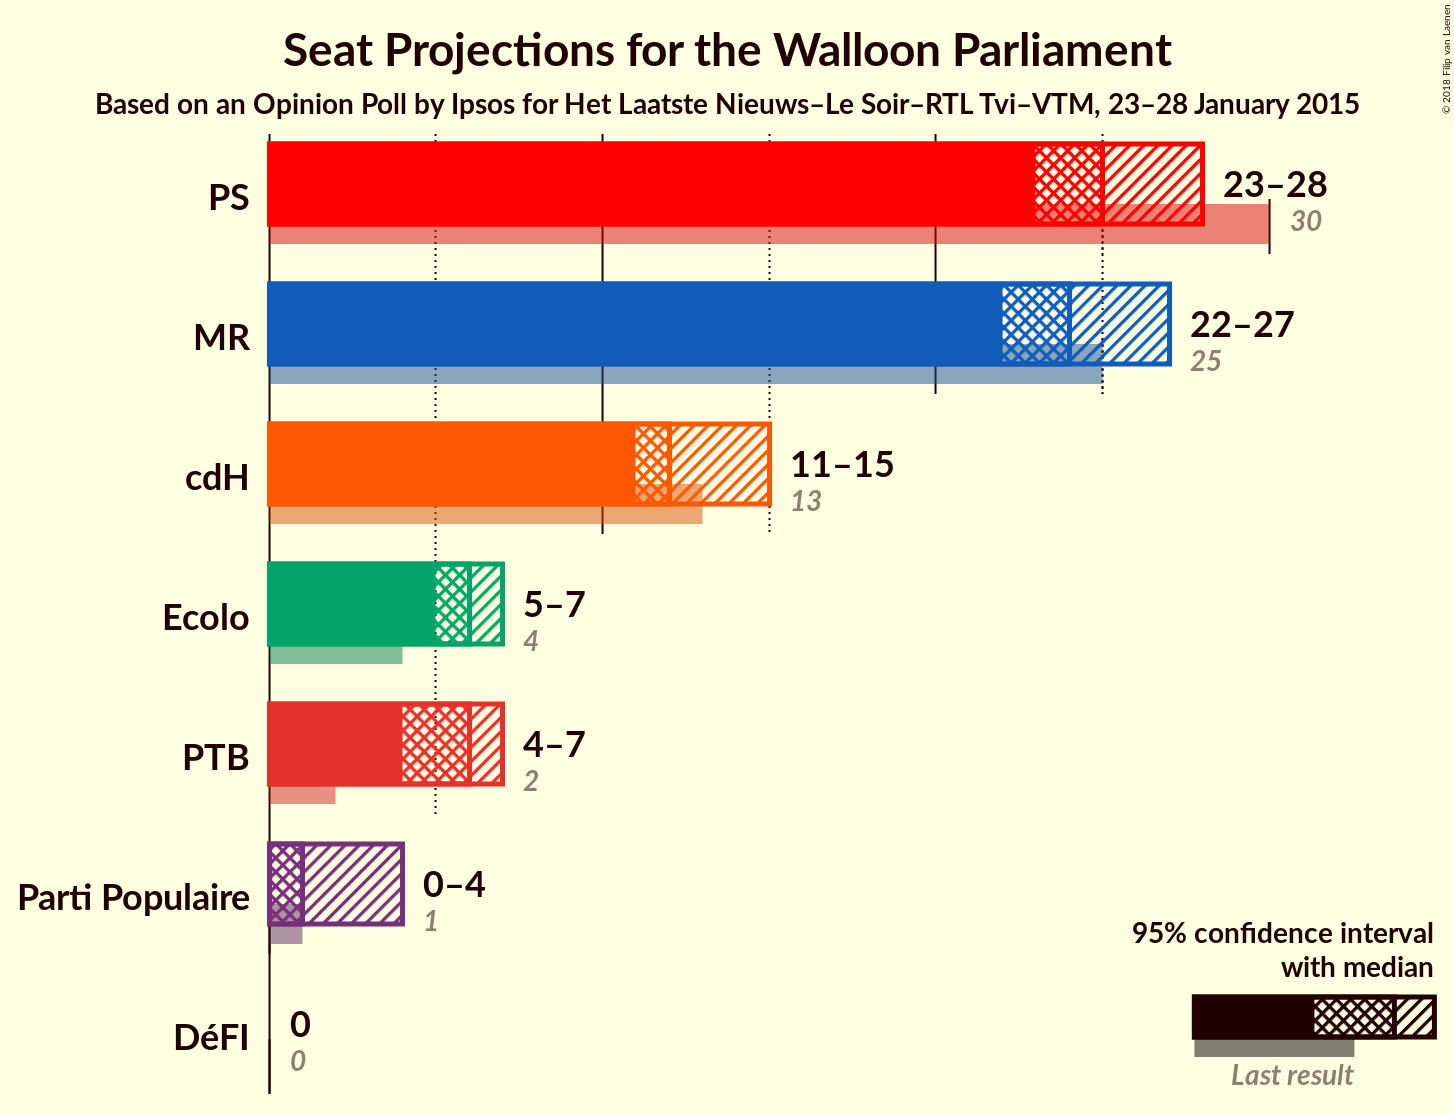 Seat Projections for the Walloon Parliament
Based on an Opinion Poll by Ipsos for Het Laatste Nieuws–Le Soir–RTL Tvi–VTM, 23–28 January 2015
© 2018 Filip van Laenen
PS
23–28
30
MR
22–27
25
cdH
11–15
13
Ecolo
5–7
4
PTB
4–7
2
Parti Populaire
0–4
1
DéFI
0
0
95% confidence interval
with median
Last result